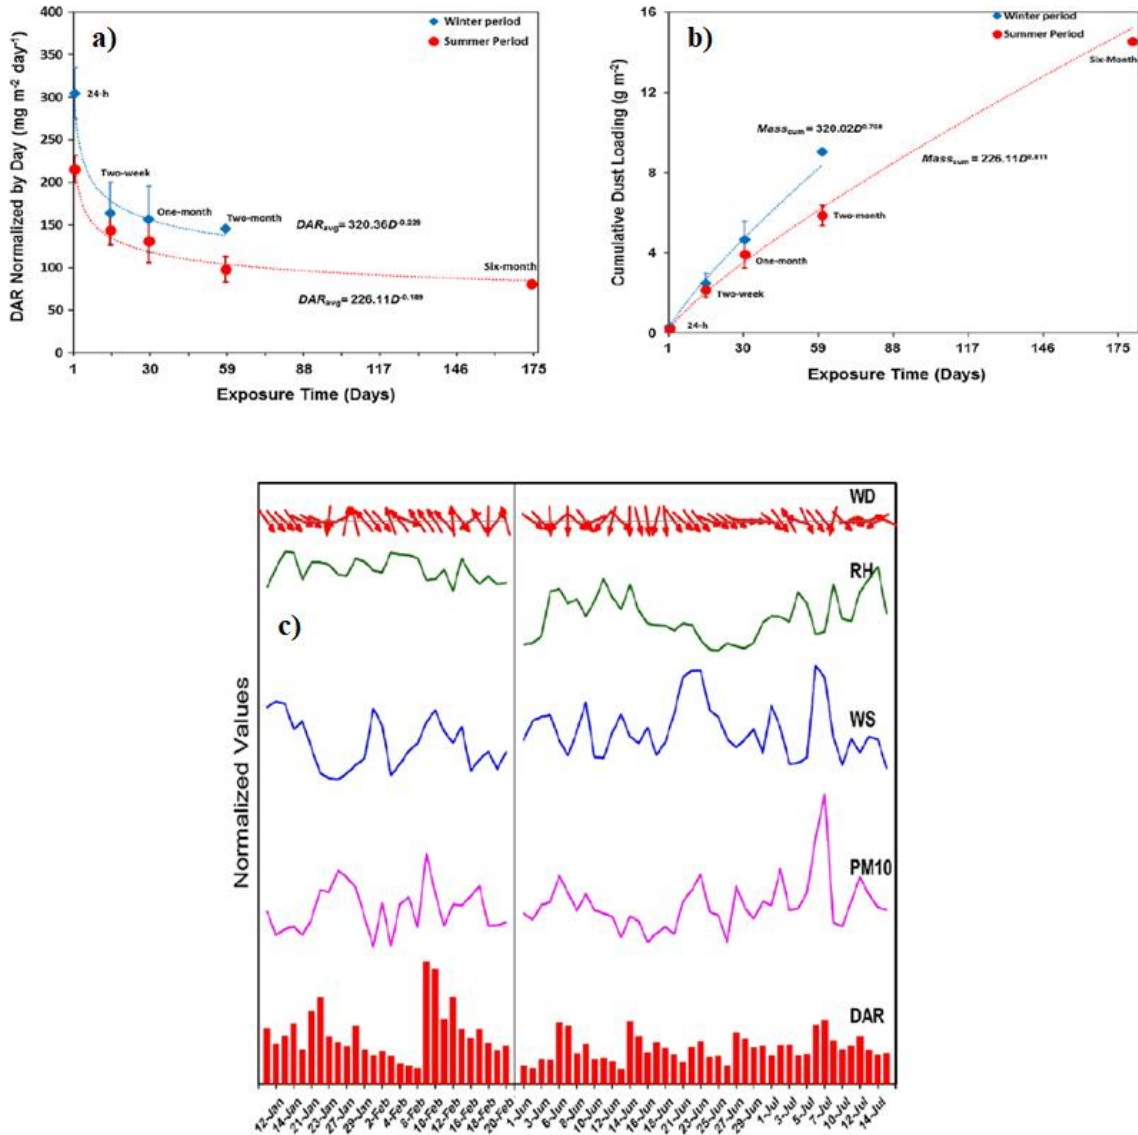 a)
Winter period
Summer Period
DAR Normalized by Day (mg m⁻² day⁻¹)
400
350
300
250
200
150
100
50
0
24-h
Two-week
One-month
Two-month
Six-month
DARavg = 320.36D^-0.209
DARavg = 226.11D^-0.189
1 30 59 88 117 146 175
Exposure Time (Days)
b)
Winter period
Summer Period
Cumulative Dust Loading (g m⁻²)
16
12
8
4
0
Six-Month
Masscum = 320.02D^0.798
Masscum = 226.11D^0.811
Two-month
One-month
Two-week
24-h
1 30 59 88 117 146 175
Exposure Time (Days)
c)
Normalized Values
WD
RH
WS
PM10
DAR
12-Jan 14-Jan 21-Jan 23-Jan 27-Jan 29-Jan 2-Feb 4-Feb 8-Feb 10-Feb 12-Feb 16-Feb 18-Feb 20-Feb 1-Jun 3-Jun 6-Jun 8-Jun 10-Jun 12-Jun 14-Jun 16-Jun 18-Jun 21-Jun 23-Jun 25-Jun 27-Jun 29-Jun 1-Jul 3-Jul 5-Jul 7-Jul 10-Jul 12-Jul 14-Jul